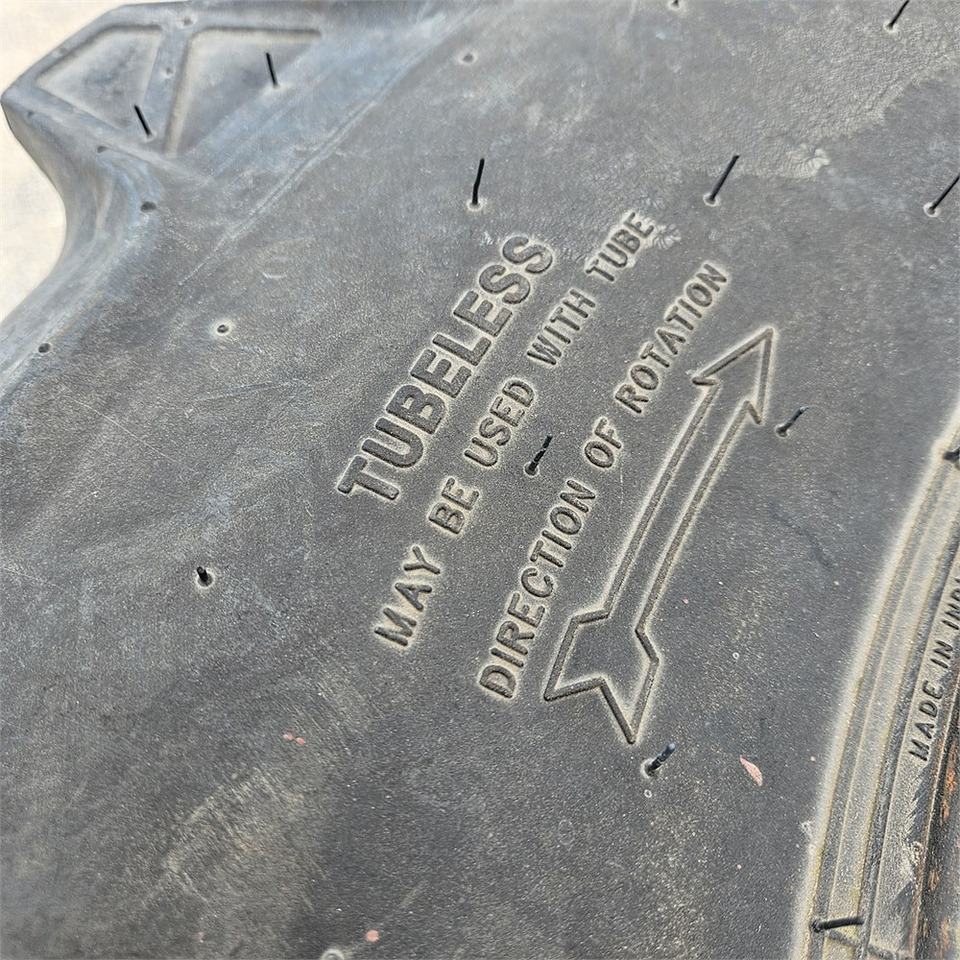 TUBELESS
MAY BE USED WITH TUBE
DIRECTION OF ROTATION
MADE IN